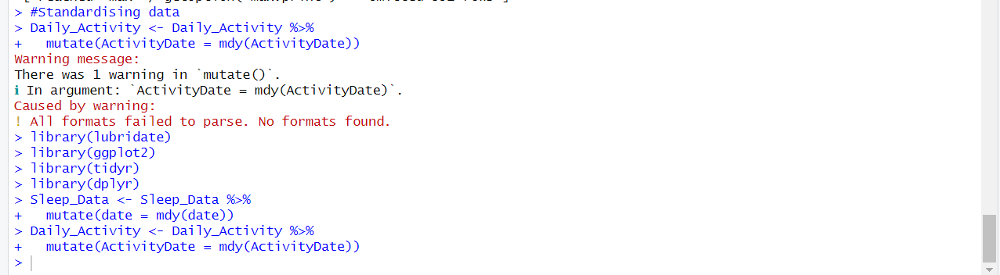 > #Standardising data
> Daily_Activity <- Daily_Activity %>%
+   mutate(ActivityDate = mdy(ActivityDate))
Warning message:
There was 1 warning in `mutate()`.
ℹ In argument: `ActivityDate = mdy(ActivityDate)`.
Caused by warning:
! All formats failed to parse. No formats found.
> library(lubridate)
> library(ggplot2)
> library(tidyr)
> library(dplyr)
> Sleep_Data <- Sleep_Data %>%
+   mutate(date = mdy(date))
> Daily_Activity <- Daily_Activity %>%
+   mutate(ActivityDate = mdy(ActivityDate))
>